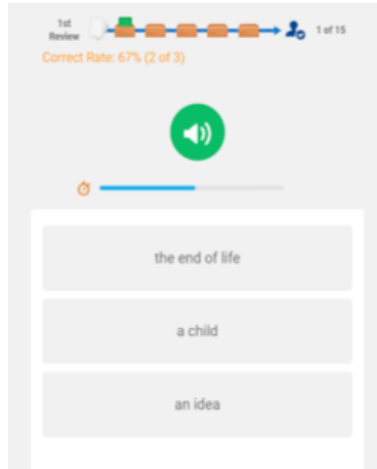 1st
Review
1 of 15
Correct Rate: 67% (2 of 3)
the end of life
a child
an idea